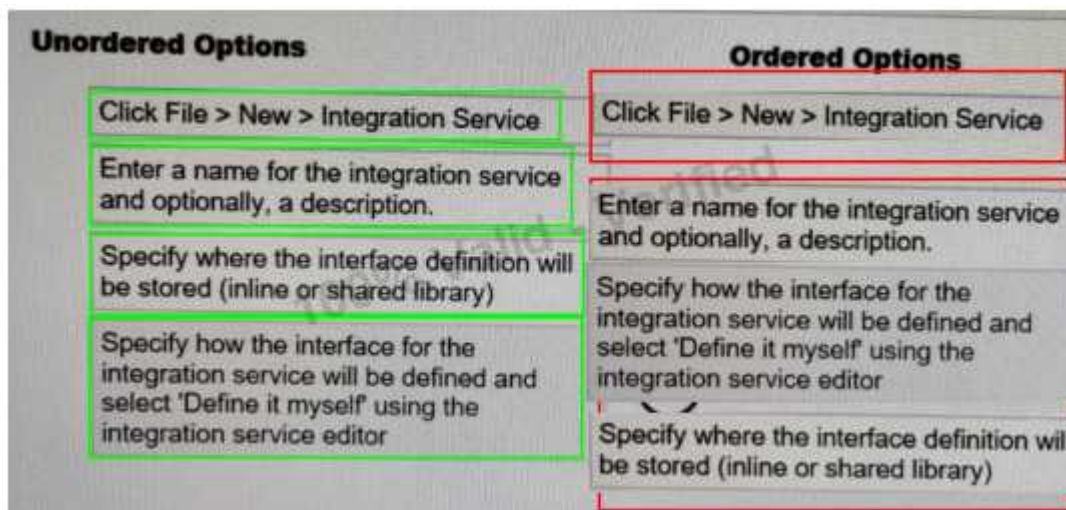 Unordered Options
Ordered Options
Click File > New > Integration Service
Enter a name for the integration service
and optionally, a description.
Specify where the interface definition will
be stored (inline or shared library)
Specify how the interface for the
integration service will be defined and
select 'Define it myself' using the
integration service editor
Click File > New > Integration Service
Enter a name for the integration service
and optionally, a description.
Specify how the interface for the
integration service will be defined and
select 'Define it myself' using the
integration service editor
Specify where the interface definition will
be stored (inline or shared library)
Valid - Verified